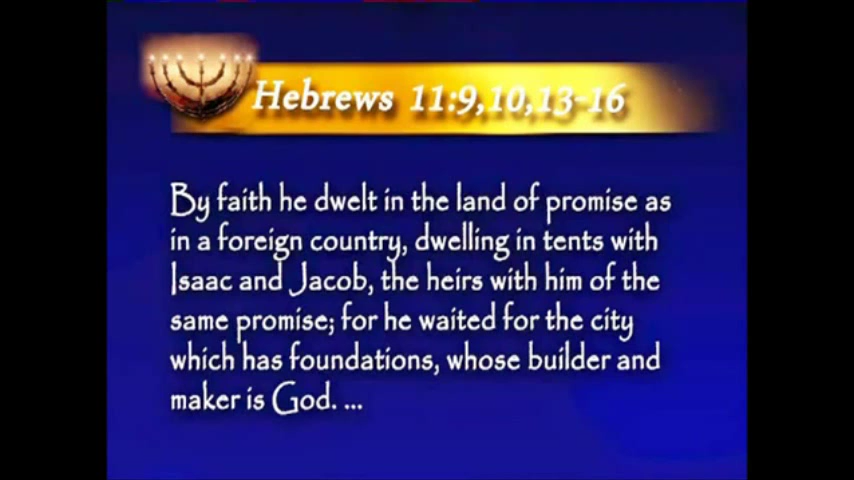 Hebrews 11:9,10,13-16
By faith he dwelt in the land of promise as
in a foreign country, dwelling in tents with
Isaac and Jacob, the heirs with him of the
same promise; for he waited for the city
which has foundations, whose builder and
maker is God. ...